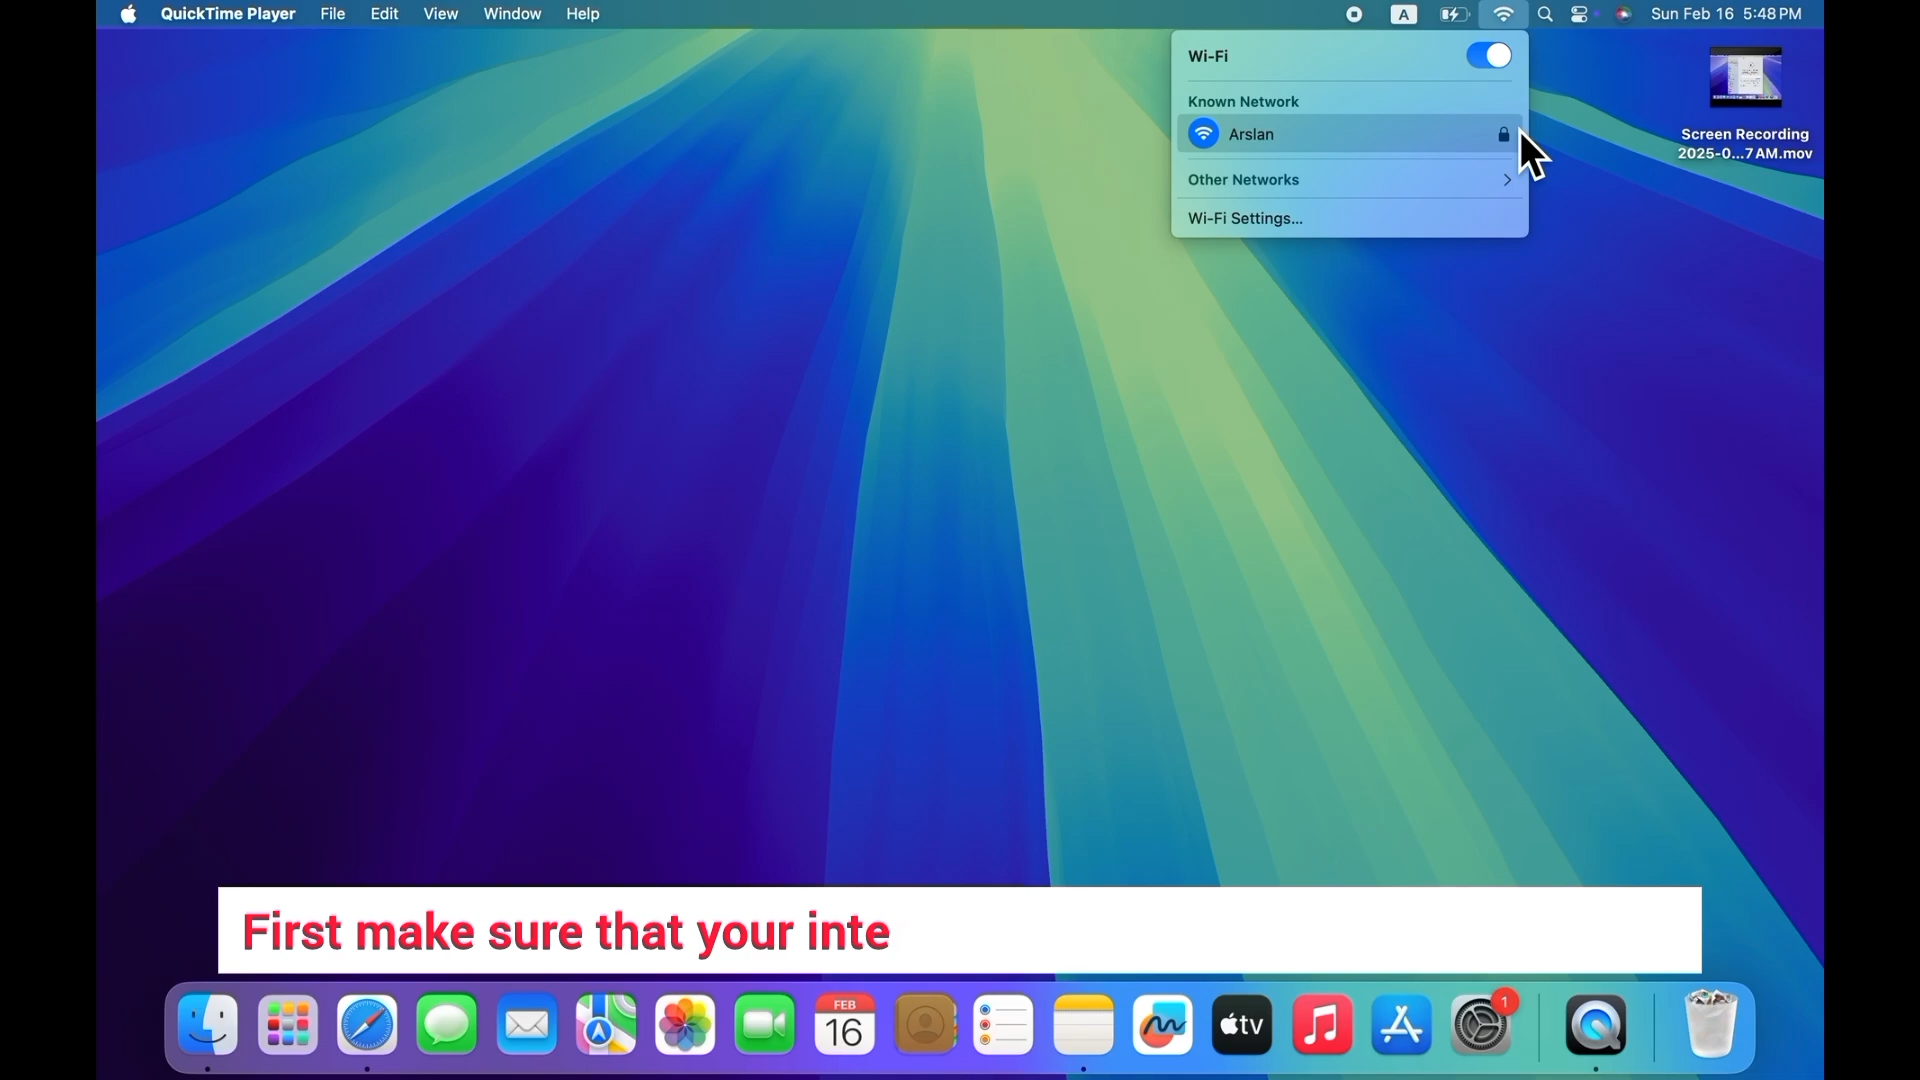 QuickTime Player File Edit View Window Help A Sun Feb 16 5:48 PM
Wi-Fi
Known Network
Arslan
Other Networks
Wi-Fi Settings...
Screen Recording
2025-0...7 AM.mov
First make sure that your inte
FEB
16
tv
1